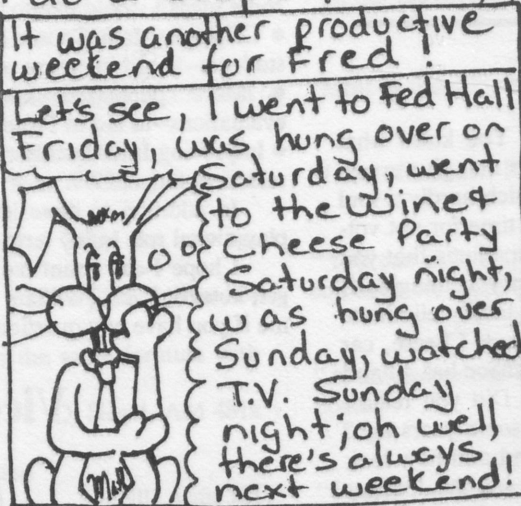 It was another productive
weekend for Fred!
Let's see, I went to Fed Hall
Friday, was hung over on
Saturday, went
to the Wine &
Cheese Party
Saturday night,
was hung over
Sunday, watched
T.V. Sunday
night, oh well,
there's always
next weekend!